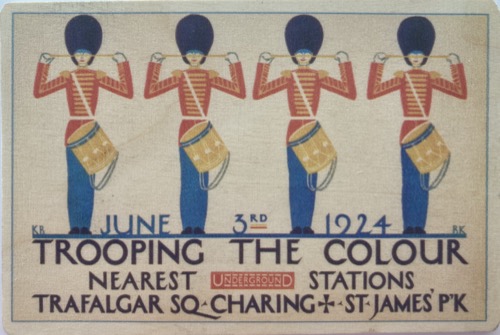 KB JUNE 3RD 1924 RK
TROOPING THE COLOUR
NEAREST UNDERGROUND STATIONS
TRAFALGAR SQ·CHARING✠·ST·JAMES' P'K